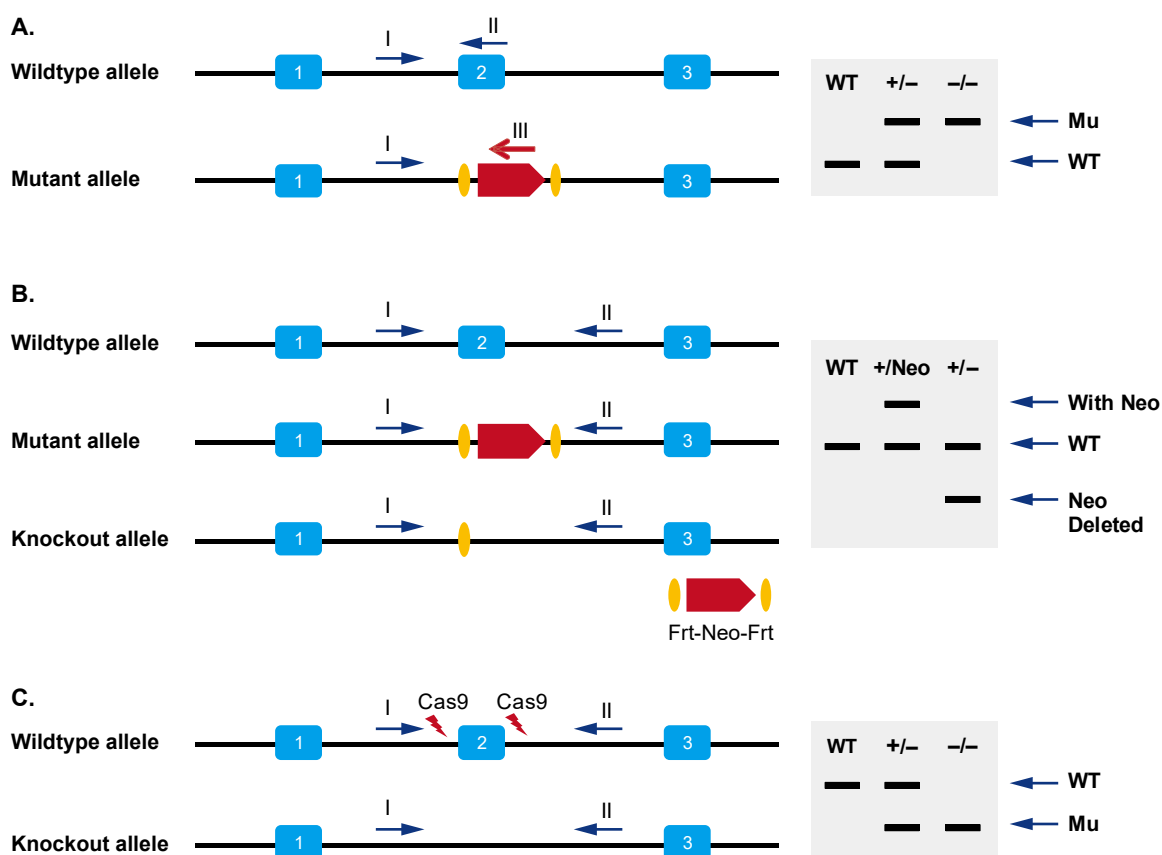 A.
I
II
Wildtype allele
1
2
3
III
I
Mutant allele
1
3
WT +/– –/–
Mu
WT
B.
I
II
Wildtype allele
1
2
3
I
II
Mutant allele
1
3
I
II
Knockout allele
1
3
Frt-Neo-Frt
WT +/Neo +/–
With Neo
WT
Neo
Deleted
C.
Cas9 Cas9
I
II
Wildtype allele
1
2
3
I
II
Knockout allele
1
3
WT +/– –/–
WT
Mu